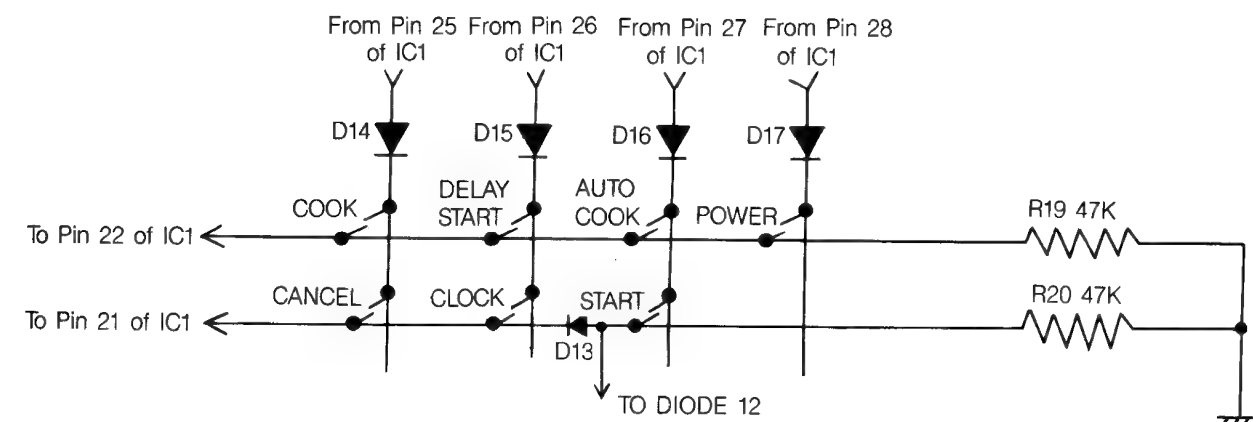 From Pin 25 From Pin 26 From Pin 27 From Pin 28
of IC1 of IC1 of IC1 of IC1
D14 D15 D16 D17
DELAY AUTO
COOK START COOK POWER R19 47K
To Pin 22 of IC1
CANCEL CLOCK START R20 47K
To Pin 21 of IC1
D13
TO DIODE 12